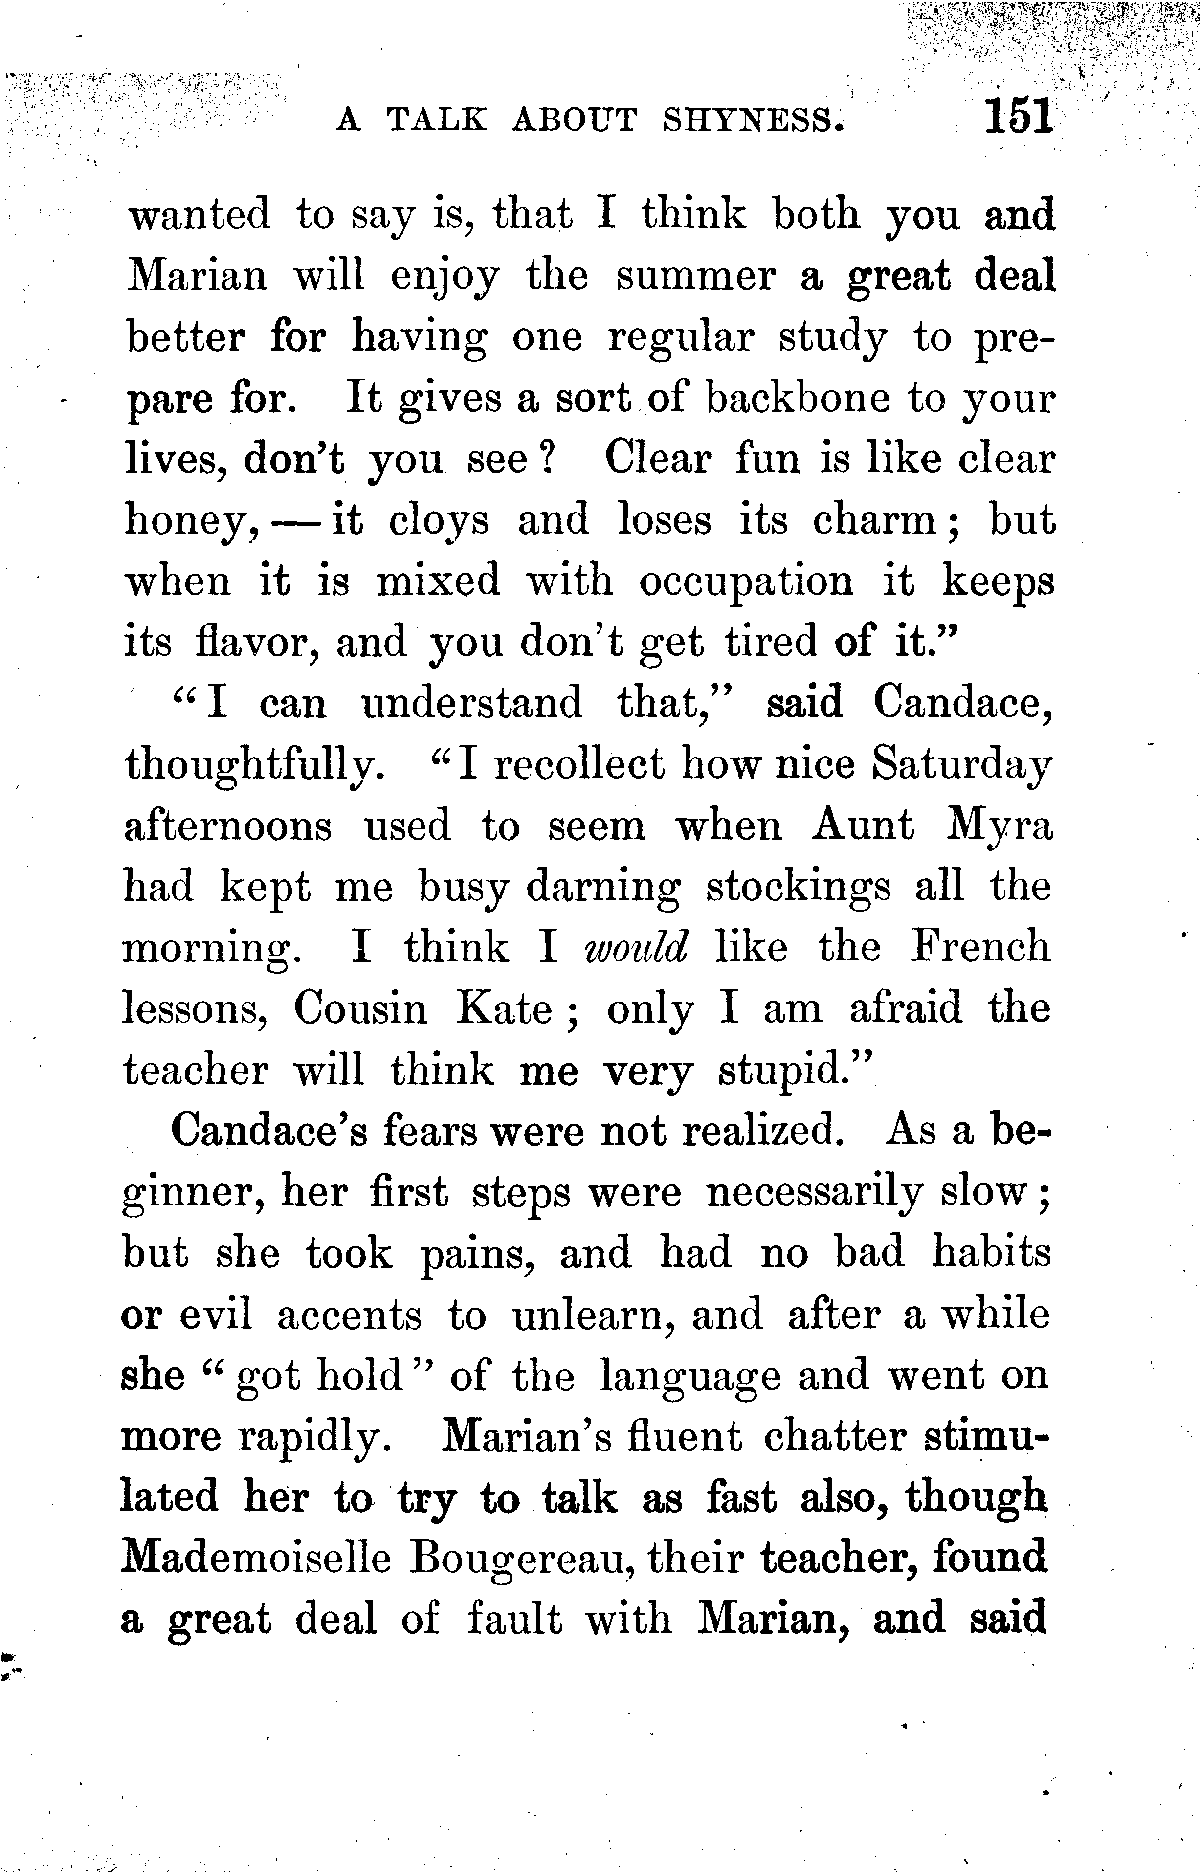 A TALK ABOUT SHYNESS. 151
wanted to say is, that I think both you and
Marian will enjoy the summer a great deal
better for having one regular study to pre-
pare for. It gives a sort of backbone to your
lives, don't you see? Clear fun is like clear
honey, — it cloys and loses its charm; but
when it is mixed with occupation it keeps
its flavor, and you don't get tired of it."
"I can understand that," said Candace,
thoughtfully. "I recollect how nice Saturday
afternoons used to seem when Aunt Myra
had kept me busy darning stockings all the
morning. I think I would like the French
lessons, Cousin Kate; only I am afraid the
teacher will think me very stupid."
Candace's fears were not realized. As a be-
ginner, her first steps were necessarily slow;
but she took pains, and had no bad habits
or evil accents to unlearn, and after a while
she "got hold" of the language and went on
more rapidly. Marian's fluent chatter stimu-
lated her to try to talk as fast also, though
Mademoiselle Bougereau, their teacher, found
a great deal of fault with Marian, and said